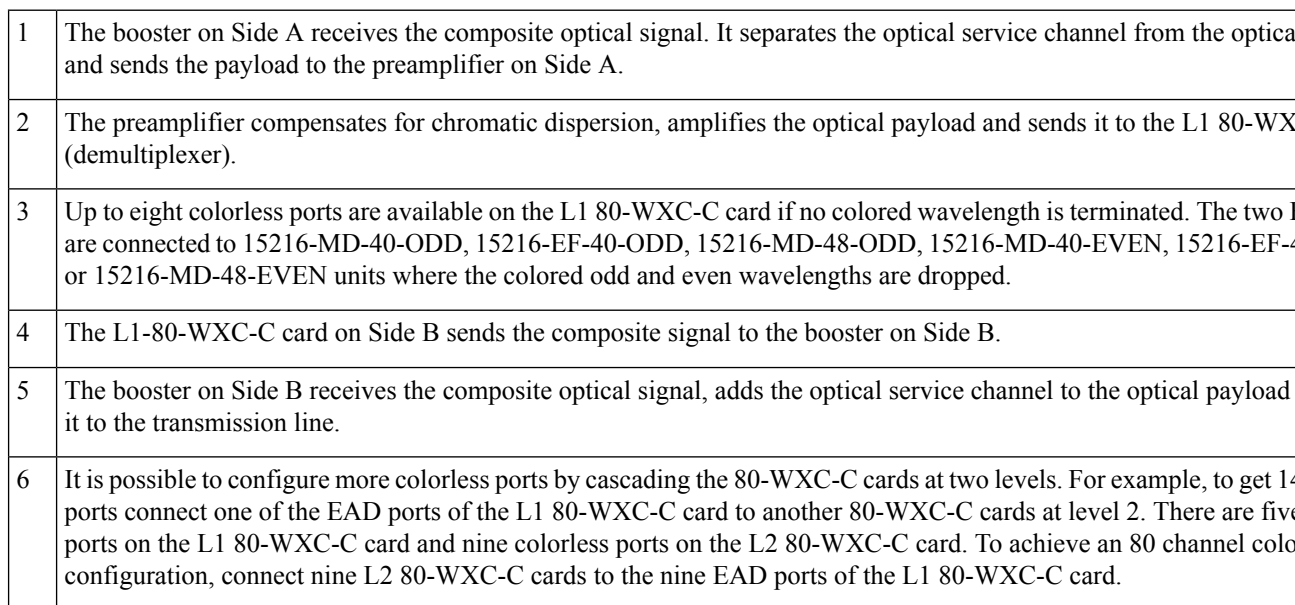 1 The booster on Side A receives the composite optical signal. It separates the optical service channel from the
and sends the payload to the preamplifier on Side A.
2 The preamplifier compensates for chromatic dispersion, amplifies the optical payload and sends it to the L1
(demultiplexer).
3 Up to eight colorless ports are available on the L1 80-WXC-C card if no colored wavelength is terminated. The two
are connected to 15216-MD-40-ODD, 15216-EF-40-ODD, 15216-MD-48-ODD, 15216-MD-40-EVEN,
or 15216-MD-48-EVEN units where the colored odd and even wavelengths are dropped.
4 The L1-80-WXC-C card on Side B sends the composite signal to the booster on Side B.
5 The booster on Side B receives the composite optical signal, adds the optical service channel to the optical payload
it to the transmission line.
6 It is possible to configure more colorless ports by cascading the 80-WXC-C cards at two levels. For example, to get
ports connect one of the EAD ports of the L1 80-WXC-C card to another 80-WXC-C cards at level 2. There are
ports on the L1 80-WXC-C card and nine colorless ports on the L2 80-WXC-C card. To achieve an 80 channel
configuration, connect nine L2 80-WXC-C cards to the nine EAD ports of the L1 80-WXC-C card.